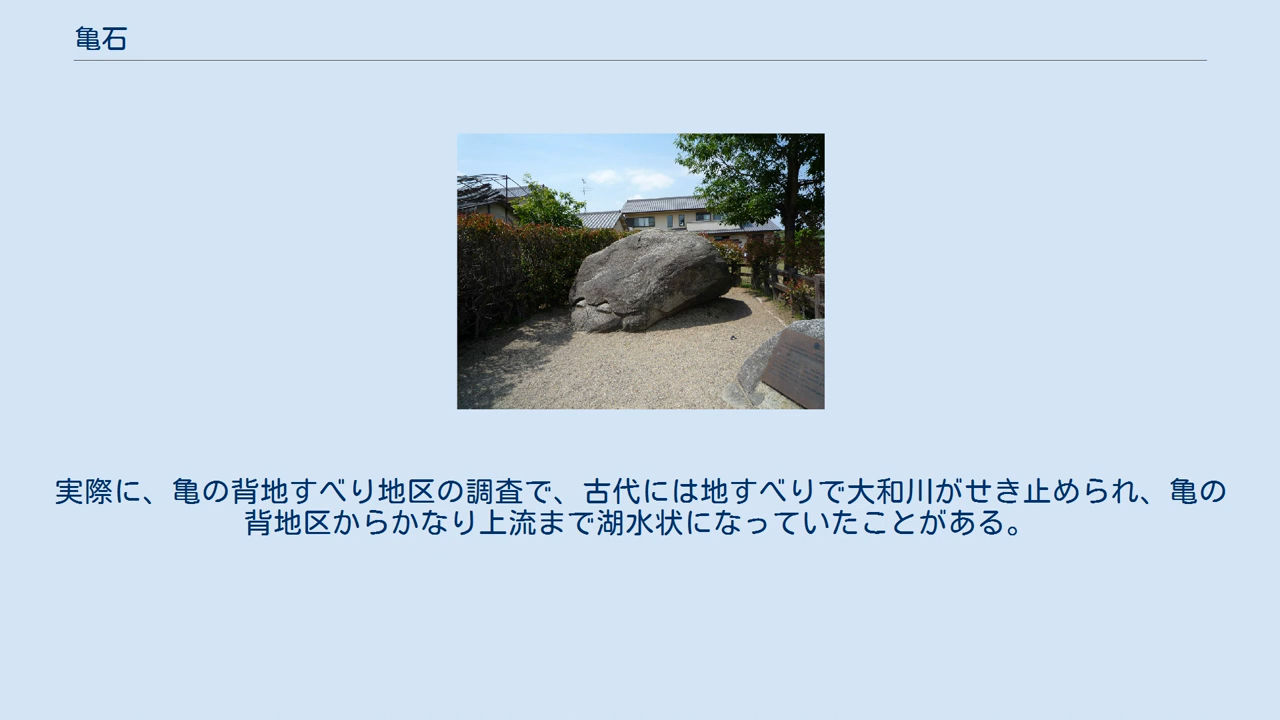 亀石
実際に、亀の背地すべり地区の調査で、古代には地すべりで大和川がせき止められ、亀の
背地区からかなり上流まで湖水状になっていたことがある。